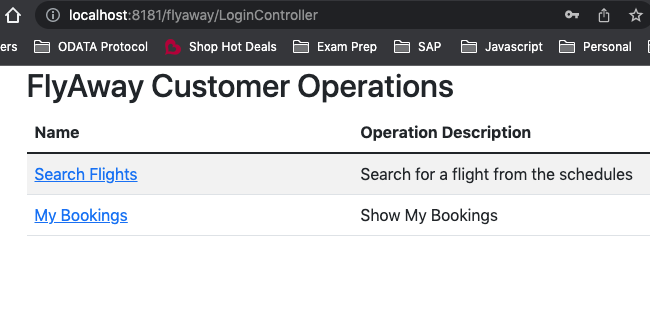 localhost:8181/flyaway/LoginController
ers ODATA Protocol Shop Hot Deals Exam Prep SAP Javascript Personal
FlyAway Customer Operations
Name Operation Description
Search Flights Search for a flight from the schedules
My Bookings Show My Bookings